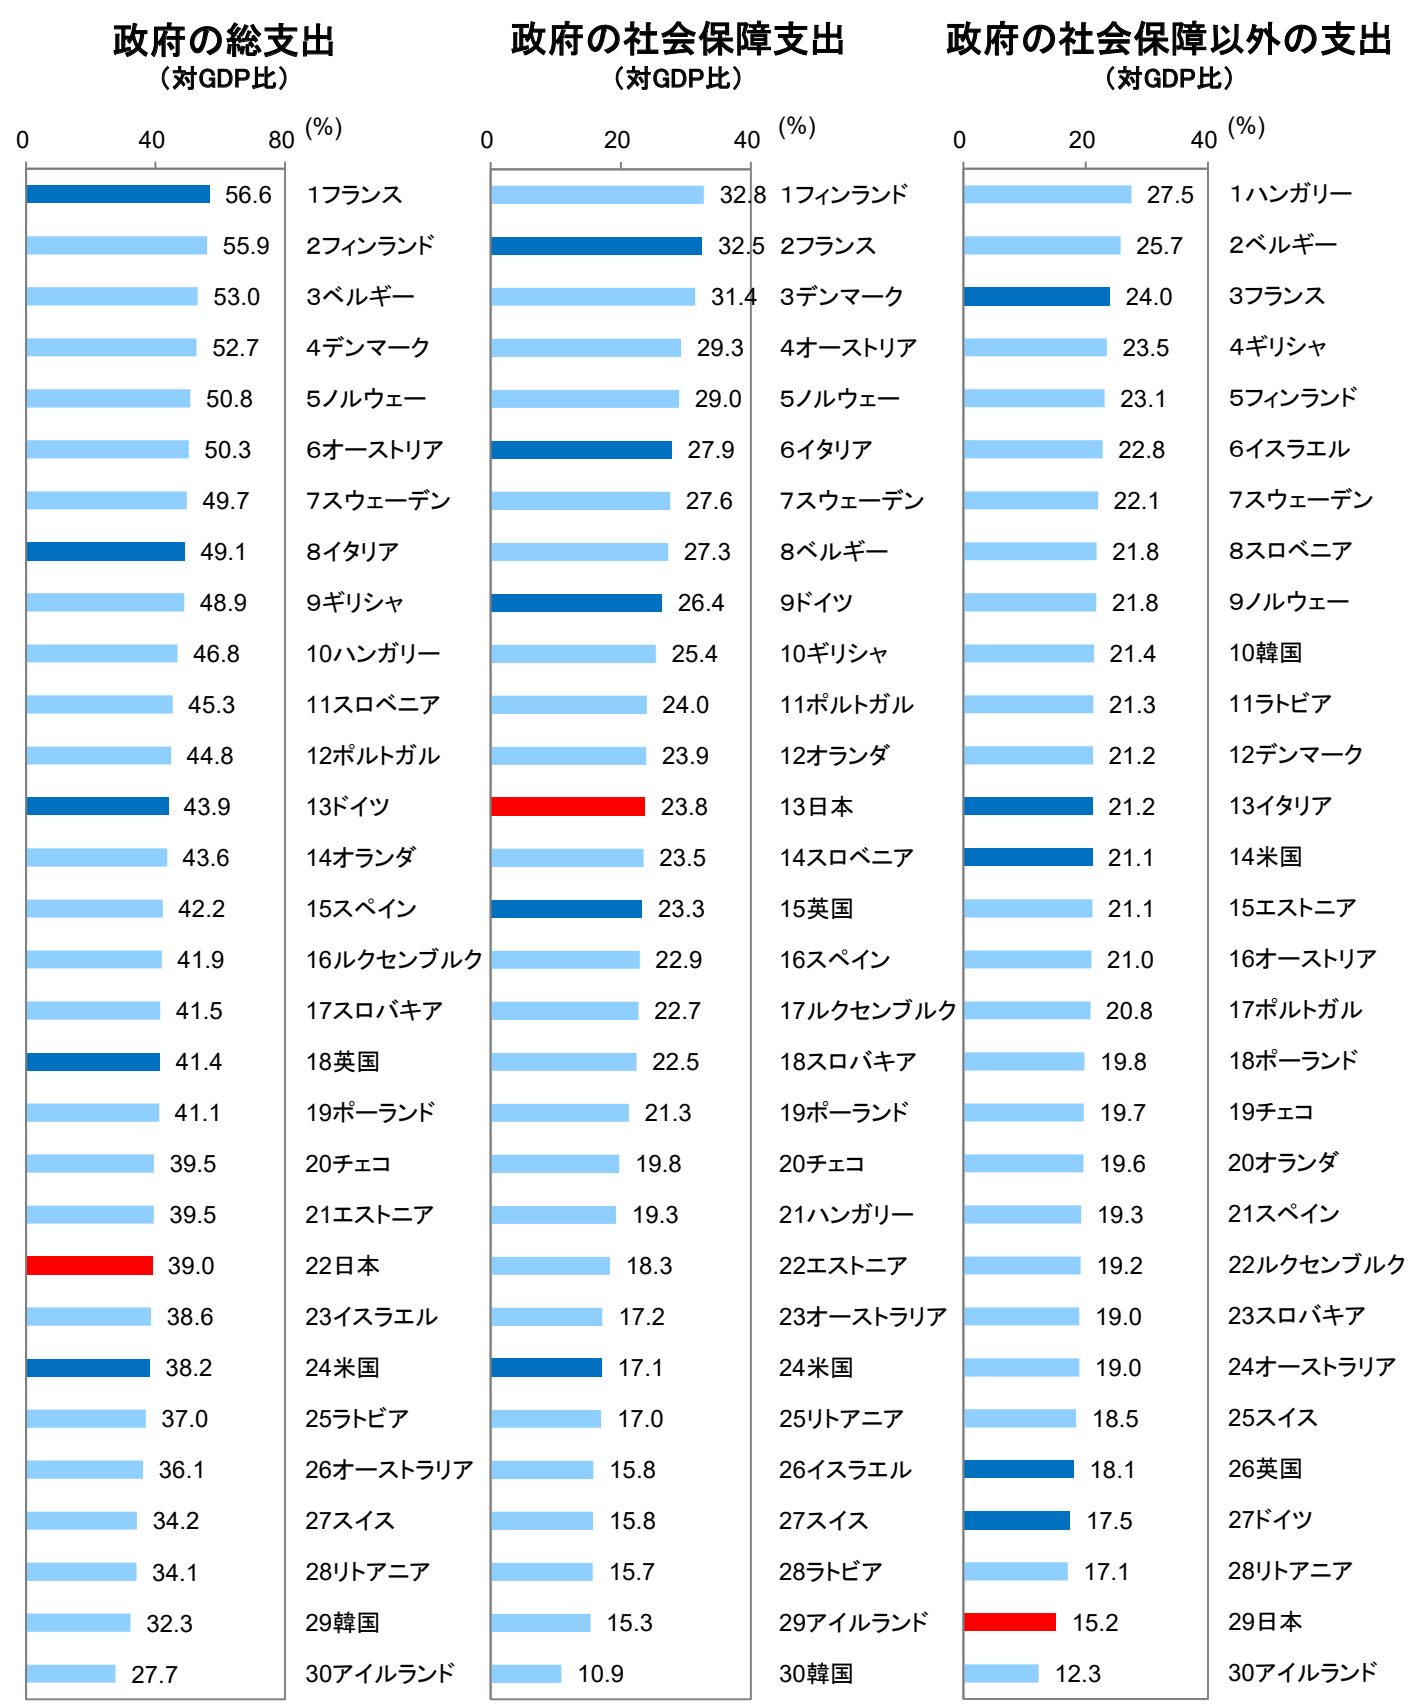 政府の総支出
（対GDP比）
0 40 80 (%)
56.6 1フランス
55.9 2フィンランド
53.0 3ベルギー
52.7 4デンマーク
50.8 5ノルウェー
50.3 6オーストリア
49.7 7スウェーデン
49.1 8イタリア
48.9 9ギリシャ
46.8 10ハンガリー
45.3 11スロベニア
44.8 12ポルトガル
43.9 13ドイツ
43.6 14オランダ
42.2 15スペイン
41.9 16ルクセンブルク
41.5 17スロバキア
41.4 18英国
41.1 19ポーランド
39.5 20チェコ
39.5 21エストニア
39.0 22日本
38.6 23イスラエル
38.2 24米国
37.0 25ラトビア
36.1 26オーストラリア
34.2 27スイス
34.1 28リトアニア
32.3 29韓国
27.7 30アイルランド
政府の社会保障支出
（対GDP比）
0 20 40 (%)
32.8 1フィンランド
32.5 2フランス
31.4 3デンマーク
29.3 4オーストリア
29.0 5ノルウェー
27.9 6イタリア
27.6 7スウェーデン
27.3 8ベルギー
26.4 9ドイツ
25.4 10ギリシャ
24.0 11ポルトガル
23.9 12オランダ
23.8 13日本
23.5 14スロベニア
23.3 15英国
22.9 16スペイン
22.7 17ルクセンブルク
22.5 18スロバキア
21.3 19ポーランド
19.8 20チェコ
19.3 21ハンガリー
18.3 22エストニア
17.2 23オーストラリア
17.1 24米国
17.0 25リトアニア
15.8 26イスラエル
15.8 27スイス
15.7 28ラトビア
15.3 29アイルランド
10.9 30韓国
政府の社会保障以外の支出
（対GDP比）
0 20 40 (%)
27.5 1ハンガリー
25.7 2ベルギー
24.0 3フランス
23.5 4ギリシャ
23.1 5フィンランド
22.8 6イスラエル
22.1 7スウェーデン
21.8 8スロベニア
21.8 9ノルウェー
21.4 10韓国
21.3 11ラトビア
21.2 12デンマーク
21.2 13イタリア
21.1 14米国
21.1 15エストニア
21.0 16オーストリア
20.8 17ポルトガル
19.8 18ポーランド
19.7 19チェコ
19.6 20オランダ
19.3 21スペイン
19.2 22ルクセンブルク
19.0 23スロバキア
19.0 24オーストラリア
18.5 25スイス
18.1 26英国
17.5 27ドイツ
17.1 28リトアニア
15.2 29日本
12.3 30アイルランド